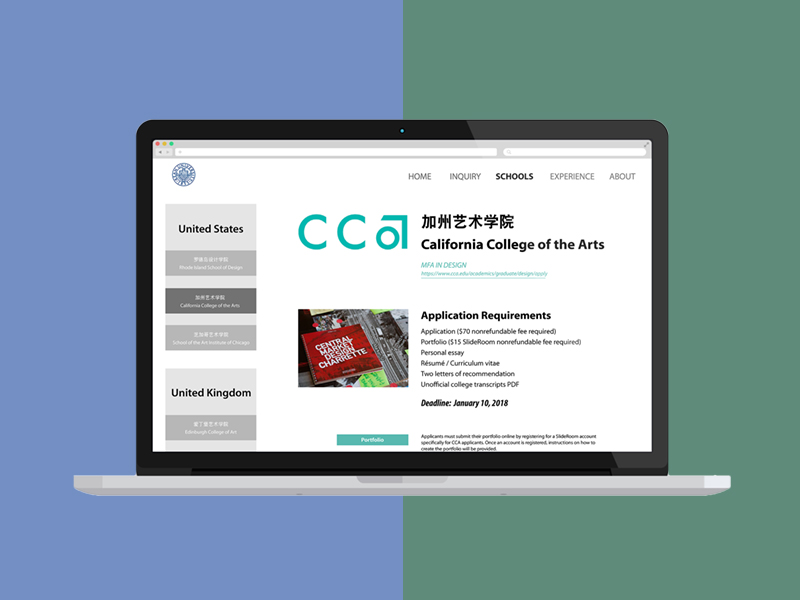 HOME INQUIRY SCHOOLS EXPERIENCE ABOUT
United States
罗德岛设计学院
Rhode Island School of Design
加州艺术学院
California College of the Arts
芝加哥艺术学院
School of the Art Institute of Chicago
United Kingdom
爱丁堡艺术学院
Edinburgh College of Art
CCa
加州艺术学院
California College of the Arts
MFA IN DESIGN
https://www.cca.edu/academics/graduate/design/apply
CENTRAL
MARKET
DESIGN
CHARRETTE
Application Requirements
Application ($70 nonrefundable fee required)
Portfolio ($15 SlideRoom nonrefundable fee required)
Personal essay
Résumé / Curriculum vitae
Two letters of recommendation
Unofficial college transcripts PDF
Deadline: January 10, 2018
Portfolio
Applicants must submit their portfolio online by registering for a SlideRoom account
specifically for CCA applicants. Once an account is registered, instructions on how to
create the portfolio will be provided.